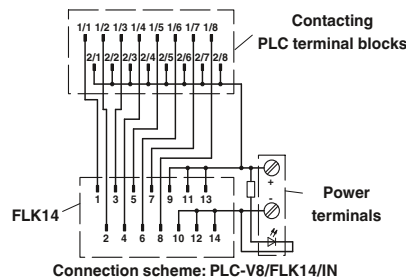 Contacting
PLC terminal blocks
1/1 1/2 1/3 1/4 1/5 1/6 1/7 1/8
2/1 2/2 2/3 2/4 2/5 2/6 2/7 2/8
1 3 5 7 9 11 13
+
-
Power
terminals
FLK14
2 4 6 8 10 12 14
Connection scheme: PLC-V8/FLK14/IN